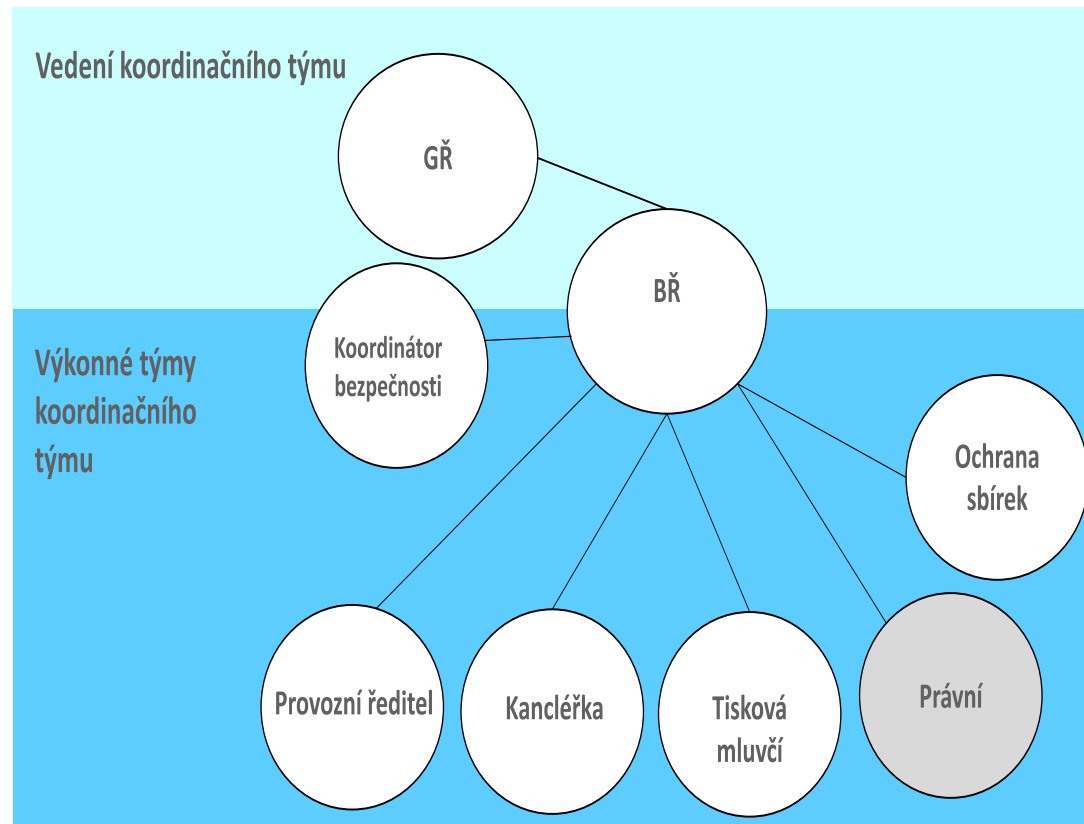 Vedení koordinačního týmu
GŘ
BŘ
Koordinátor
bezpečnosti
Výkonné týmy
koordinačního
týmu
Ochrana
sbírek
Provozní ředitel
Kancléřka
Tisková
mluvčí
Právní